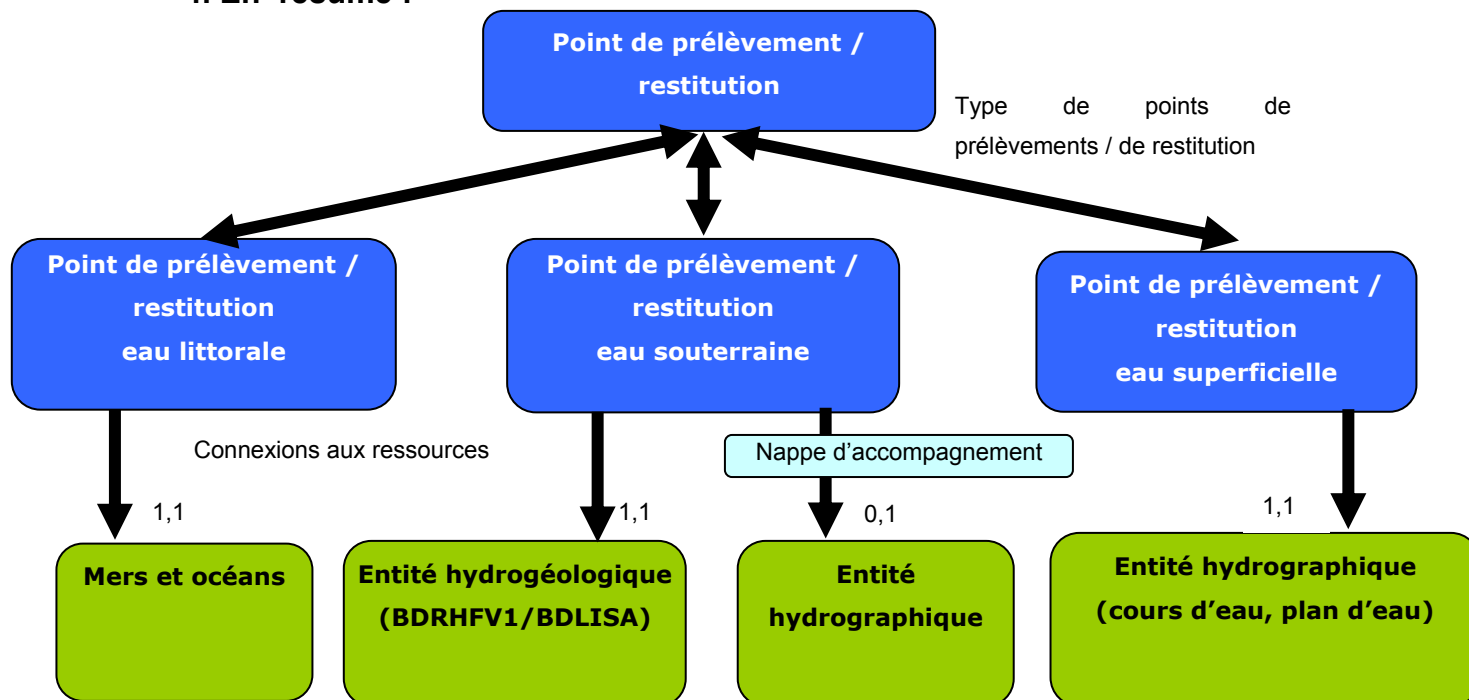 En résumé :
Point de prélèvement /
restitution
Type de points de
prélèvements / de restitution
Point de prélèvement /
restitution
eau littorale
Point de prélèvement /
restitution
eau souterraine
Point de prélèvement /
restitution
eau superficielle
Connexions aux ressources
Nappe d'accompagnement
1,1
1,1
0,1
1,1
Mers et océans
Entité hydrogéologique
(BDRHFV1/BDLISA)
Entité
hydrographique
Entité hydrographique
(cours d'eau, plan d'eau)